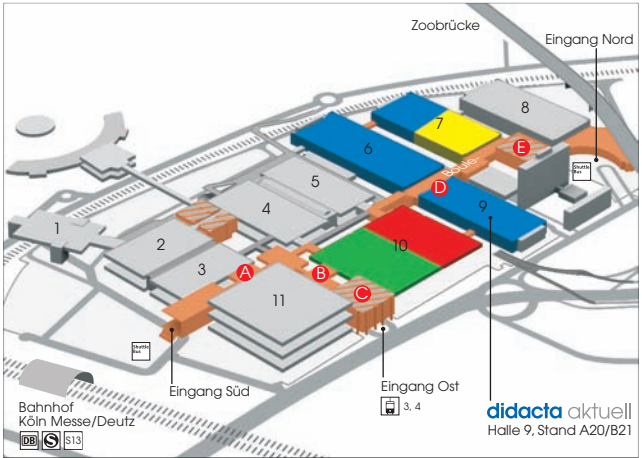 Zoobrücke
Eingang Nord
8
7
E
6
Boule-
Shuttle
Bus
5
D
4
9
1
2
10
3
A
B
C
11
Shuttle
Bus
Eingang Süd
Eingang Ost
3, 4
Bahnhof
Köln Messe/Deutz
DB S S13
didacta aktuell
Halle 9, Stand A20/B21